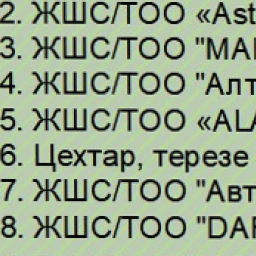 2. ЖШС/ТОО «Ast
3. ЖШС/ТОО "МА
4. ЖШС/ТОО "Алт
5. ЖШС/ТОО «ALA
6. Цехтар, терезе
7. ЖШС/ТОО "Авт
8. ЖШС/ТОО "DA